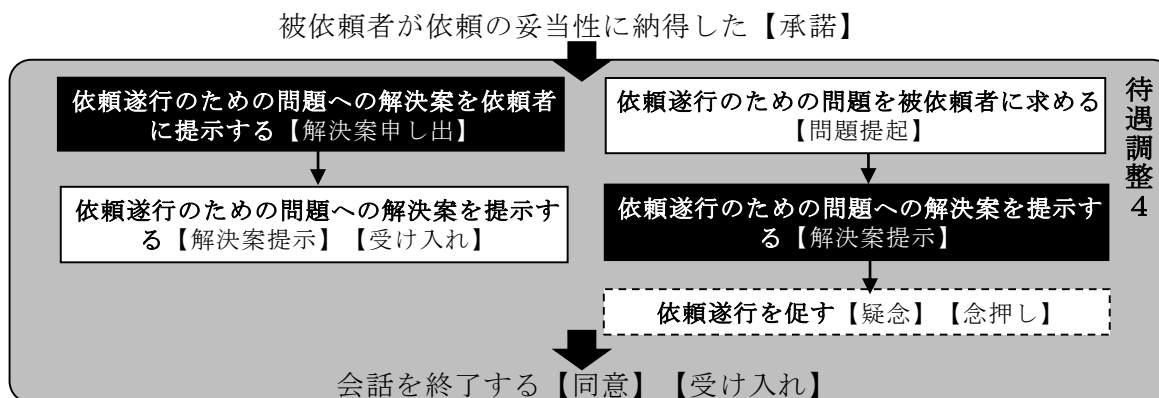 被依頼者が依頼の妥当性に納得した【承諾】
依頼遂行のための問題への解決案を依頼者
に提示する【解決案申し出】
依頼遂行のための問題への解決案を提示す
る【解決案提示】【受け入れ】
依頼遂行のための問題を被依頼者に求める
【問題提起】
依頼遂行のための問題への解決案を提示す
る【解決案提示】
依頼遂行を促す【疑念】【念押し】
待遇調整4
会話を終了する【同意】【受け入れ】